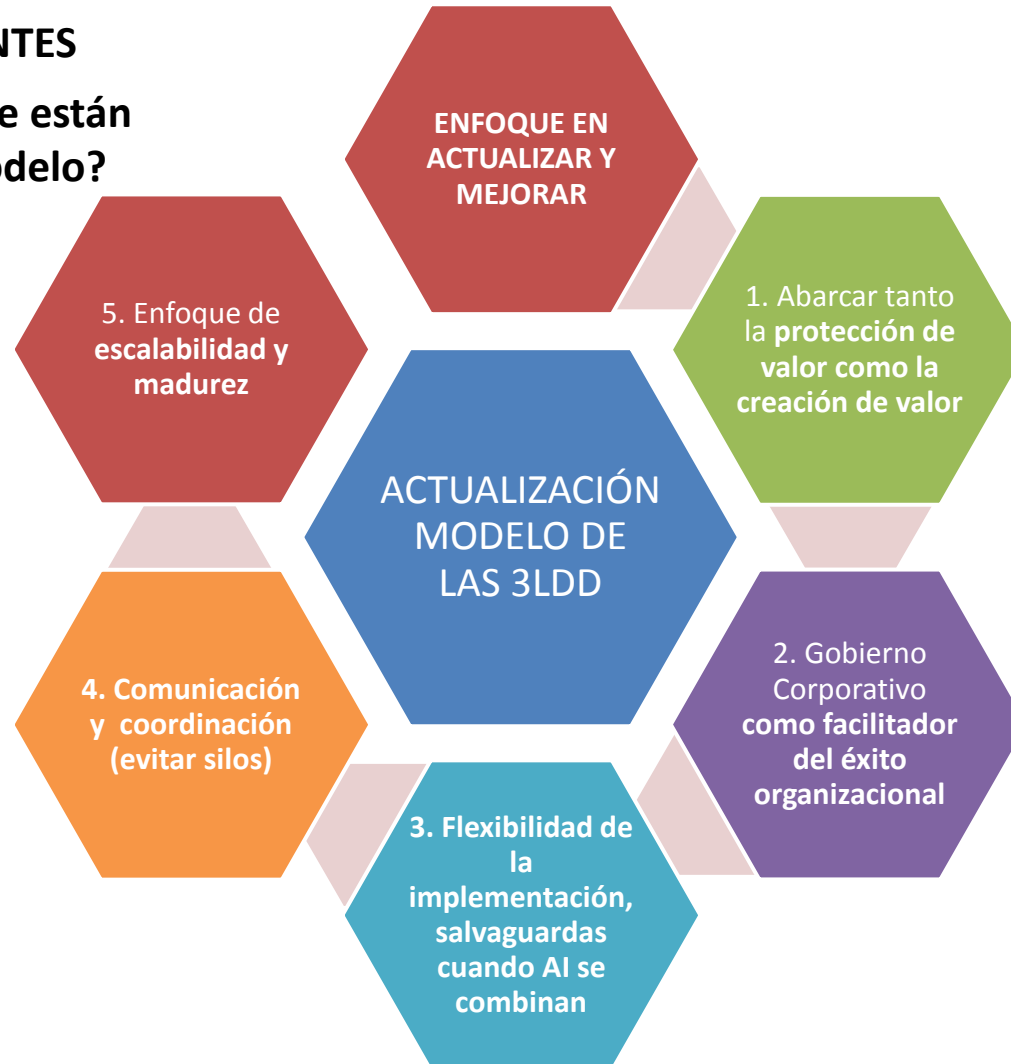 NTES
e están
odelo?
ENFOQUE EN
ACTUALIZAR Y
MEJORAR
1. Abarcar tanto
la protección de
valor como la
creación de valor
2. Gobierno
Corporativo
como facilitador
del éxito
organizacional
3. Flexibilidad de
la
implementación,
salvaguardas
cuando AI se
combinan
4. Comunicación
y coordinación
(evitar silos)
5. Enfoque de
escalabilidad y
madurez
ACTUALIZACIÓN
MODELO DE
LAS 3LDD